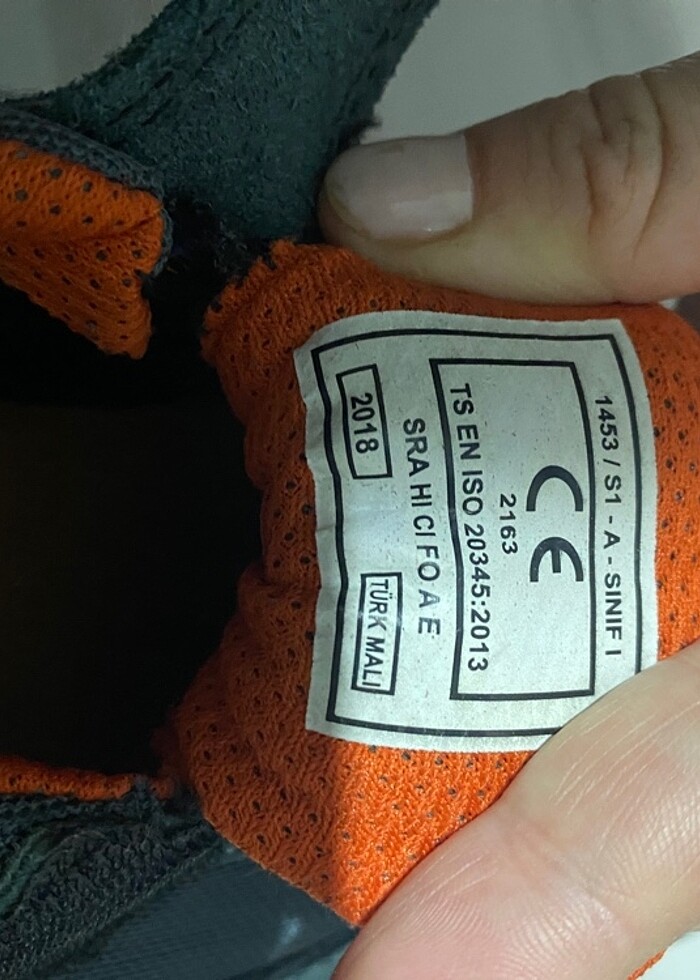 1453 / S1 - A - SINIF I
CE
2163
TS EN ISO 20345:2013
SRA HI CI FO A E
2018
TÜRK MALI